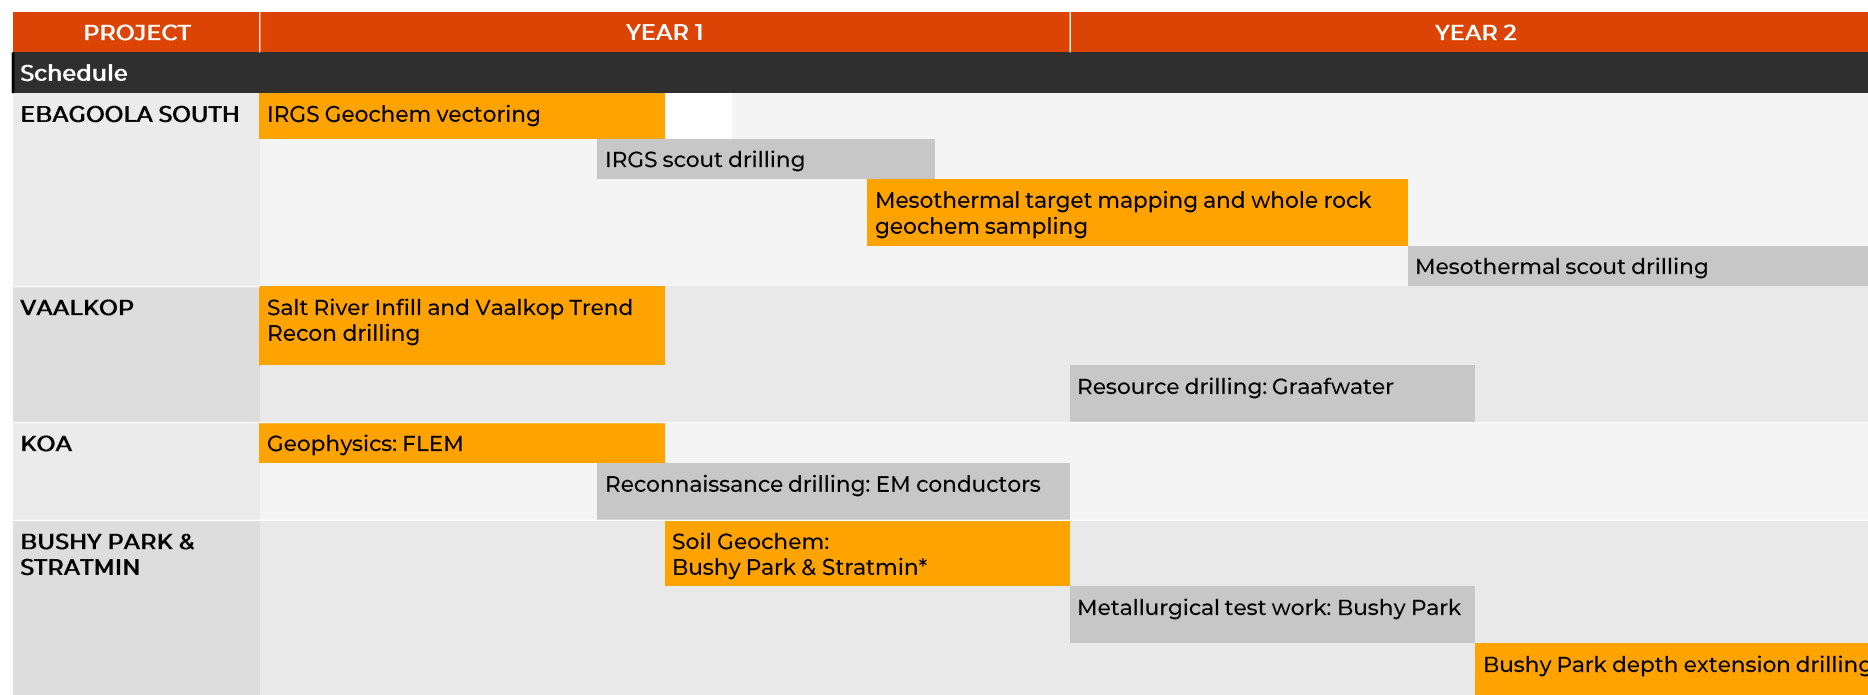 PROJECT YEAR 1 YEAR 2
Schedule
EBAGOOLA SOUTH IRGS Geochem vectoring
IRGS scout drilling
Mesothermal target mapping and whole rock
geochem sampling
Mesothermal scout drilling
VAALKOP Salt River Infill and Vaalkop Trend
Recon drilling
Resource drilling: Graafwater
KOA Geophysics: FLEM
Reconnaissance drilling: EM conductors
BUSHY PARK &
STRATMIN
Soil Geochem:
Bushy Park & Stratmin*
Metallurgical test work: Bushy Park
Bushy Park depth extension drilling